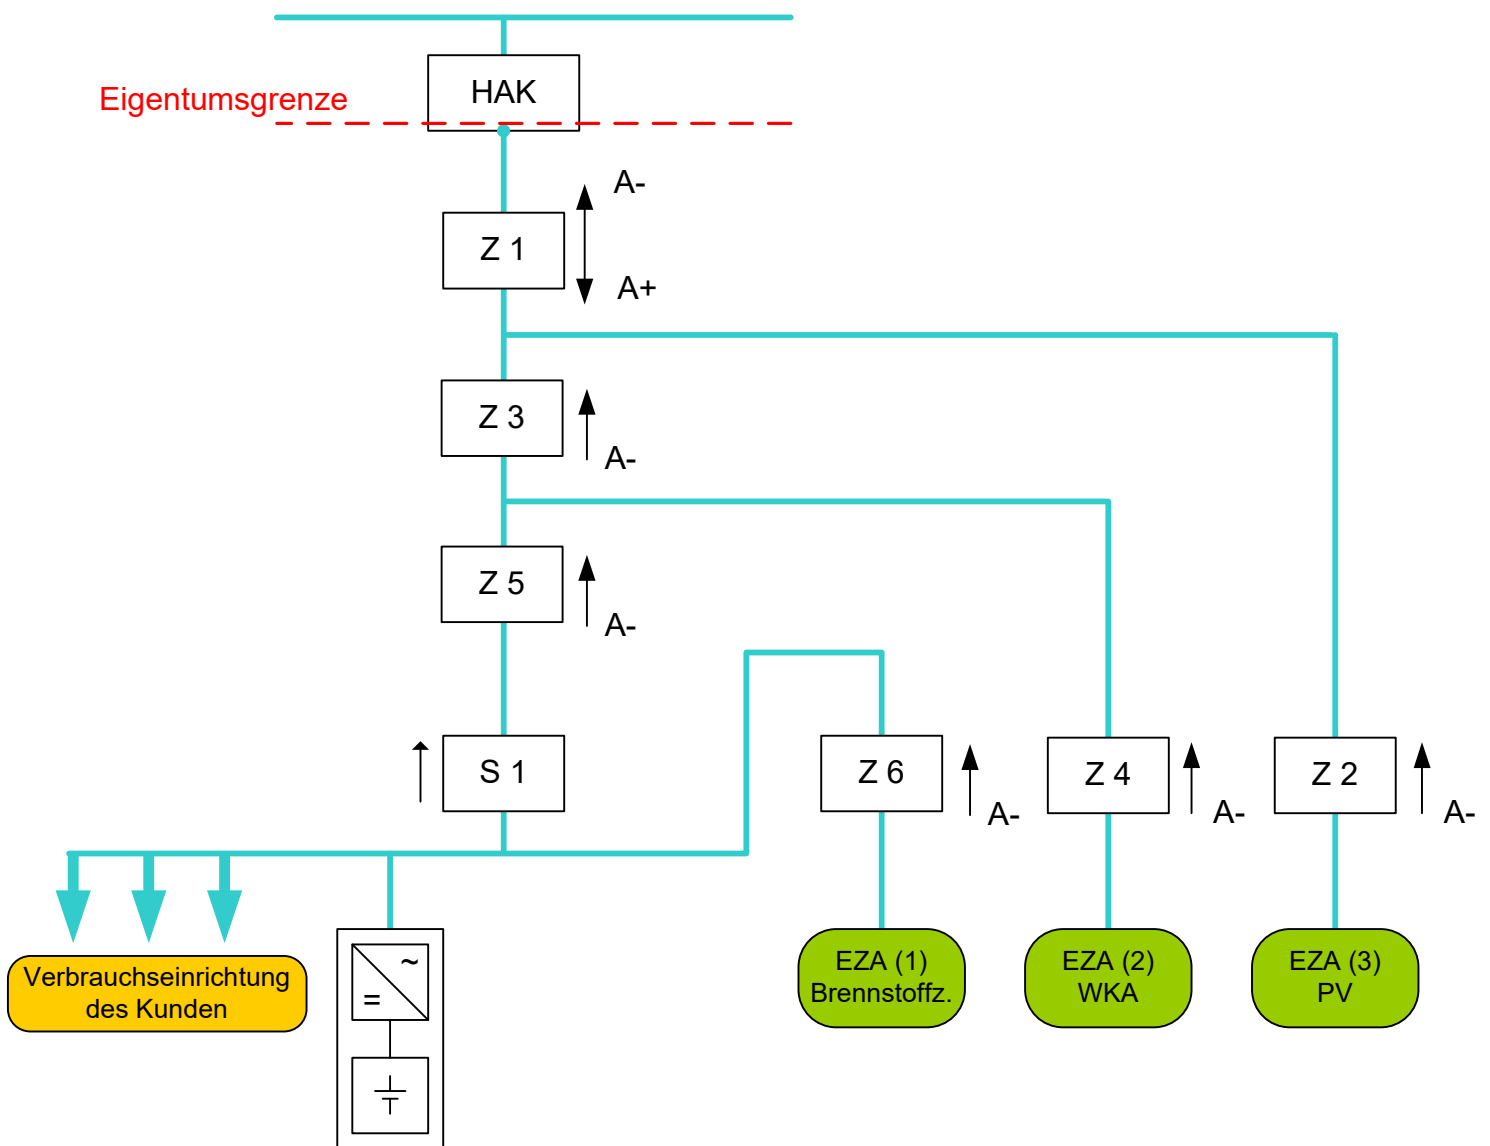 HAK
Eigentumsgrenze
A-
Z 1
A+
Z 3
A-
Z 5
A-
S 1
Z 6
A-
Z 4
A-
Z 2
A-
~
=
Verbrauchseinrichtung
des Kunden
EZA (1)
Brennstoffz.
EZA (2)
WKA
EZA (3)
PV